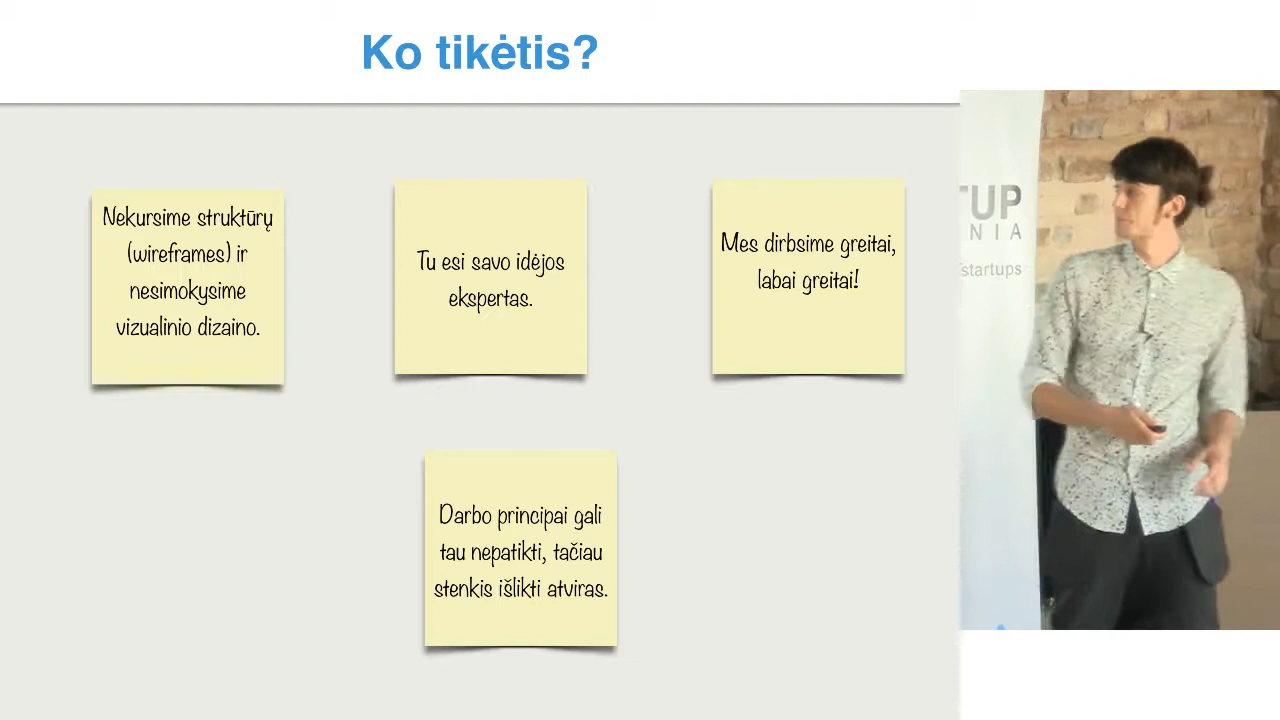 Ko tikėtis?
Nekursime struktūrų
(wireframes) ir
nesimokysime
vizualinio dizaino.
Tu esi savo idėjos
ekspertas.
Mes dirbsime greitai,
labai greitai!
Darbo principai gali
tau nepatikti, tačiau
stenkis išlikti atviras.
TUP
NIA
startups